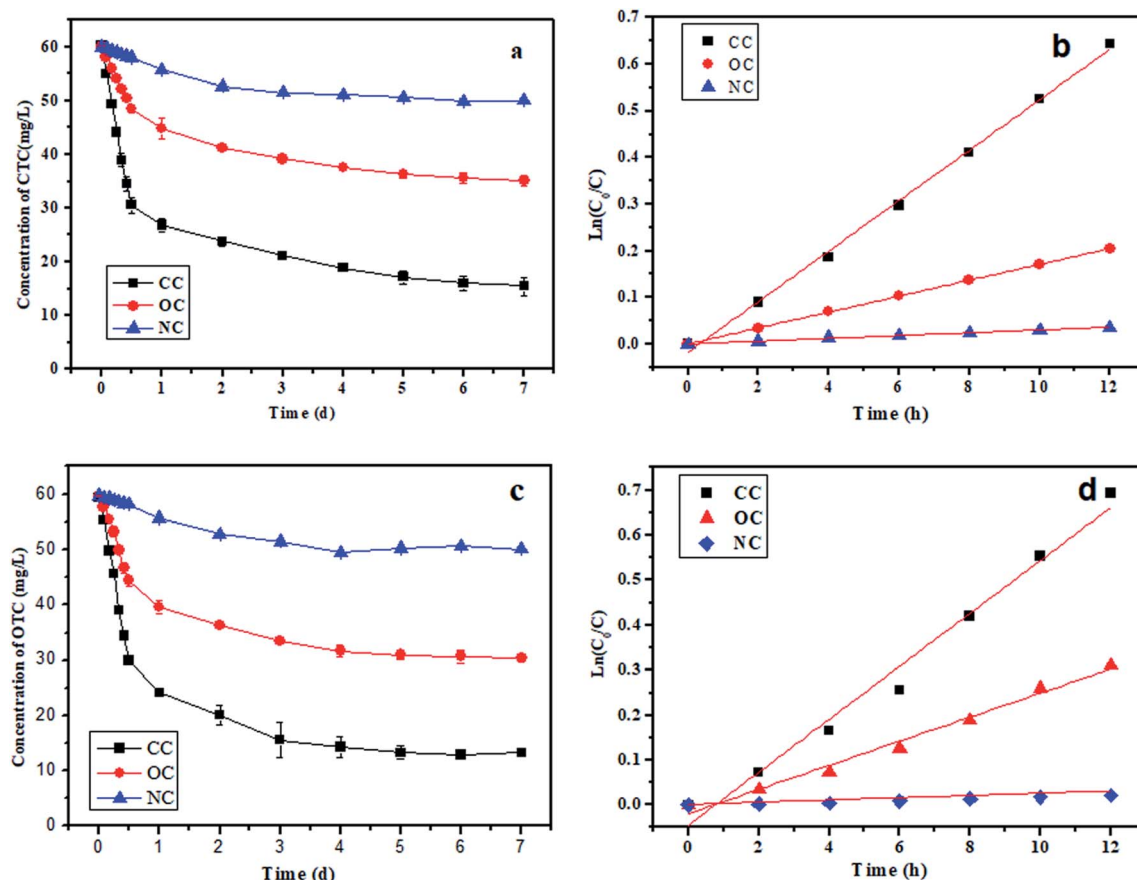 a
Concentration of CTC(mg/L)
60
50
40
30
20
10
0
CC
OC
NC
0 1 2 3 4 5 6 7
Time (d)
b
Ln(C0/C)
0.7
0.6
0.5
0.4
0.3
0.2
0.1
0.0
CC
OC
NC
0 2 4 6 8 10 12
Time (h)
c
Concentration of OTC (mg/L)
60
50
40
30
20
10
0
CC
OC
NC
0 1 2 3 4 5 6 7
Time (d)
d
Ln(C0/C)
0.7
0.6
0.5
0.4
0.3
0.2
0.1
0.0
CC
OC
NC
0 2 4 6 8 10 12
Time (h)